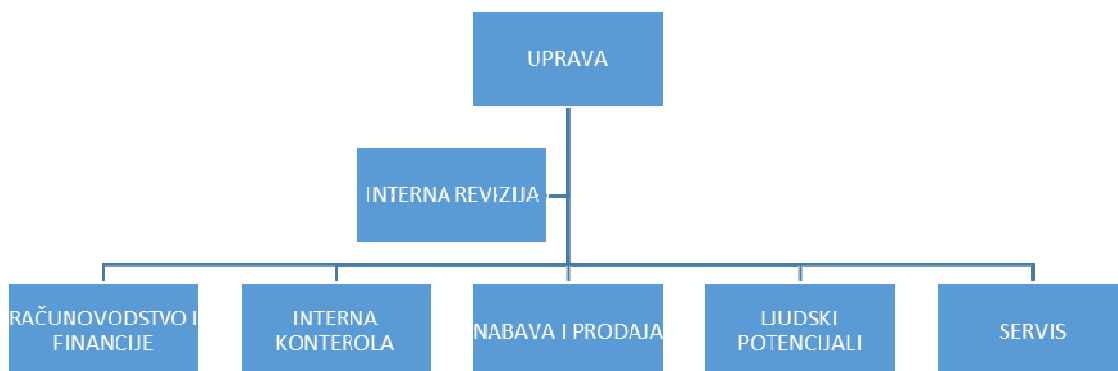 UPRAVA
INTERNA REVIZIJA
RAČUNOVODSTVO I
FINANCIJE
INTERNA
KONTEROLA
NABAVA I PRODAJA
LJUDSKI
POTENCIJALI
SERVIS